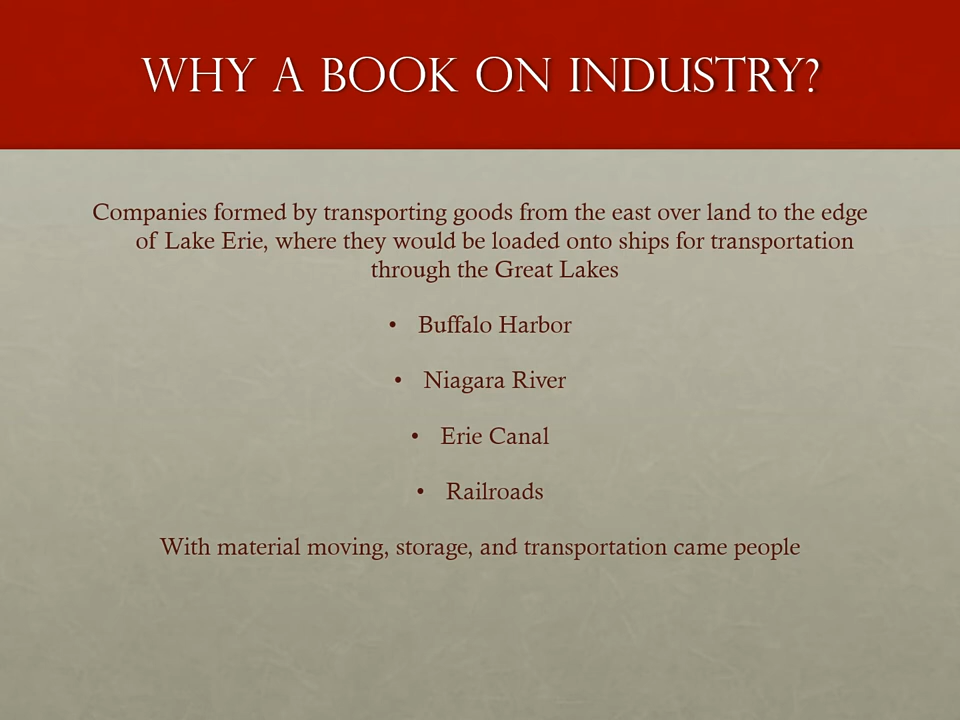 WHY A BOOK ON INDUSTRY?
Companies formed by transporting goods from the east over land to the edge
of Lake Erie, where they would be loaded onto ships for transportation
through the Great Lakes
• Buffalo Harbor
• Niagara River
• Erie Canal
• Railroads
With material moving, storage, and transportation came people